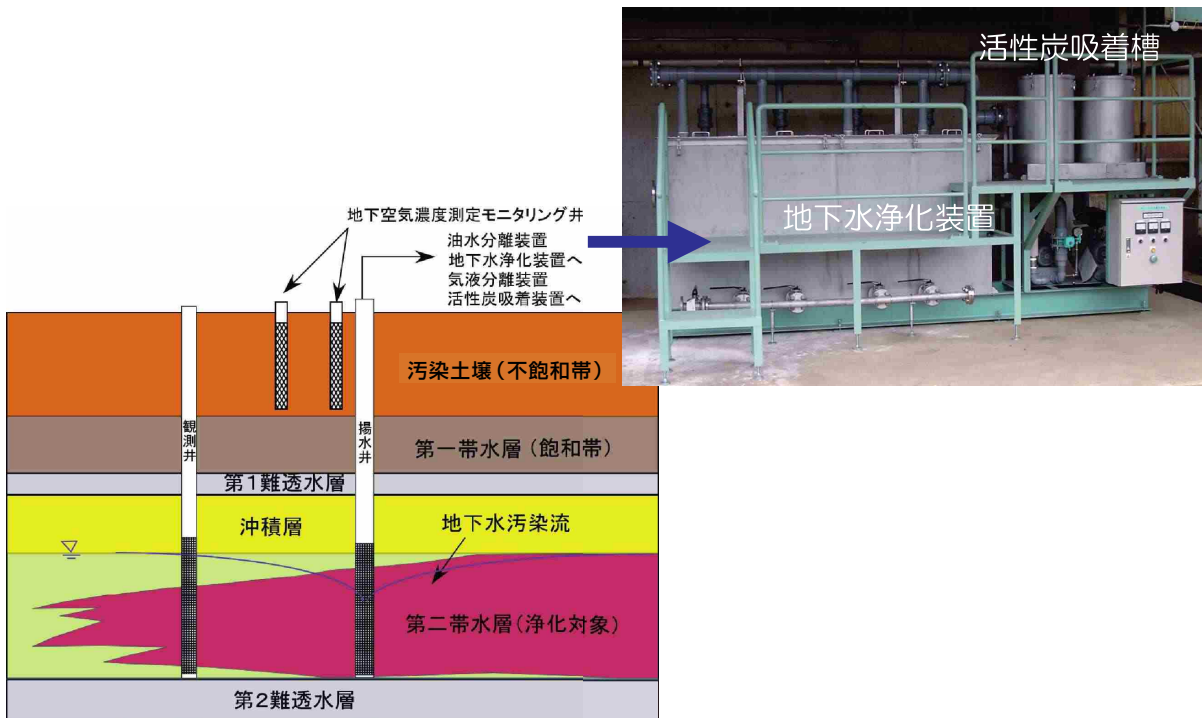 活性炭吸着槽
地下水浄化装置
地下空気濃度測定モニタリング井
油水分離装置
地下水浄化装置へ
気液分離装置
活性炭吸着装置へ
汚染土壌(不飽和帯)
観測井
揚水井
第一帯水層(飽和帯)
第1難透水層
沖積層
地下水汚染流
第二帯水層(浄化対象)
第2難透水層